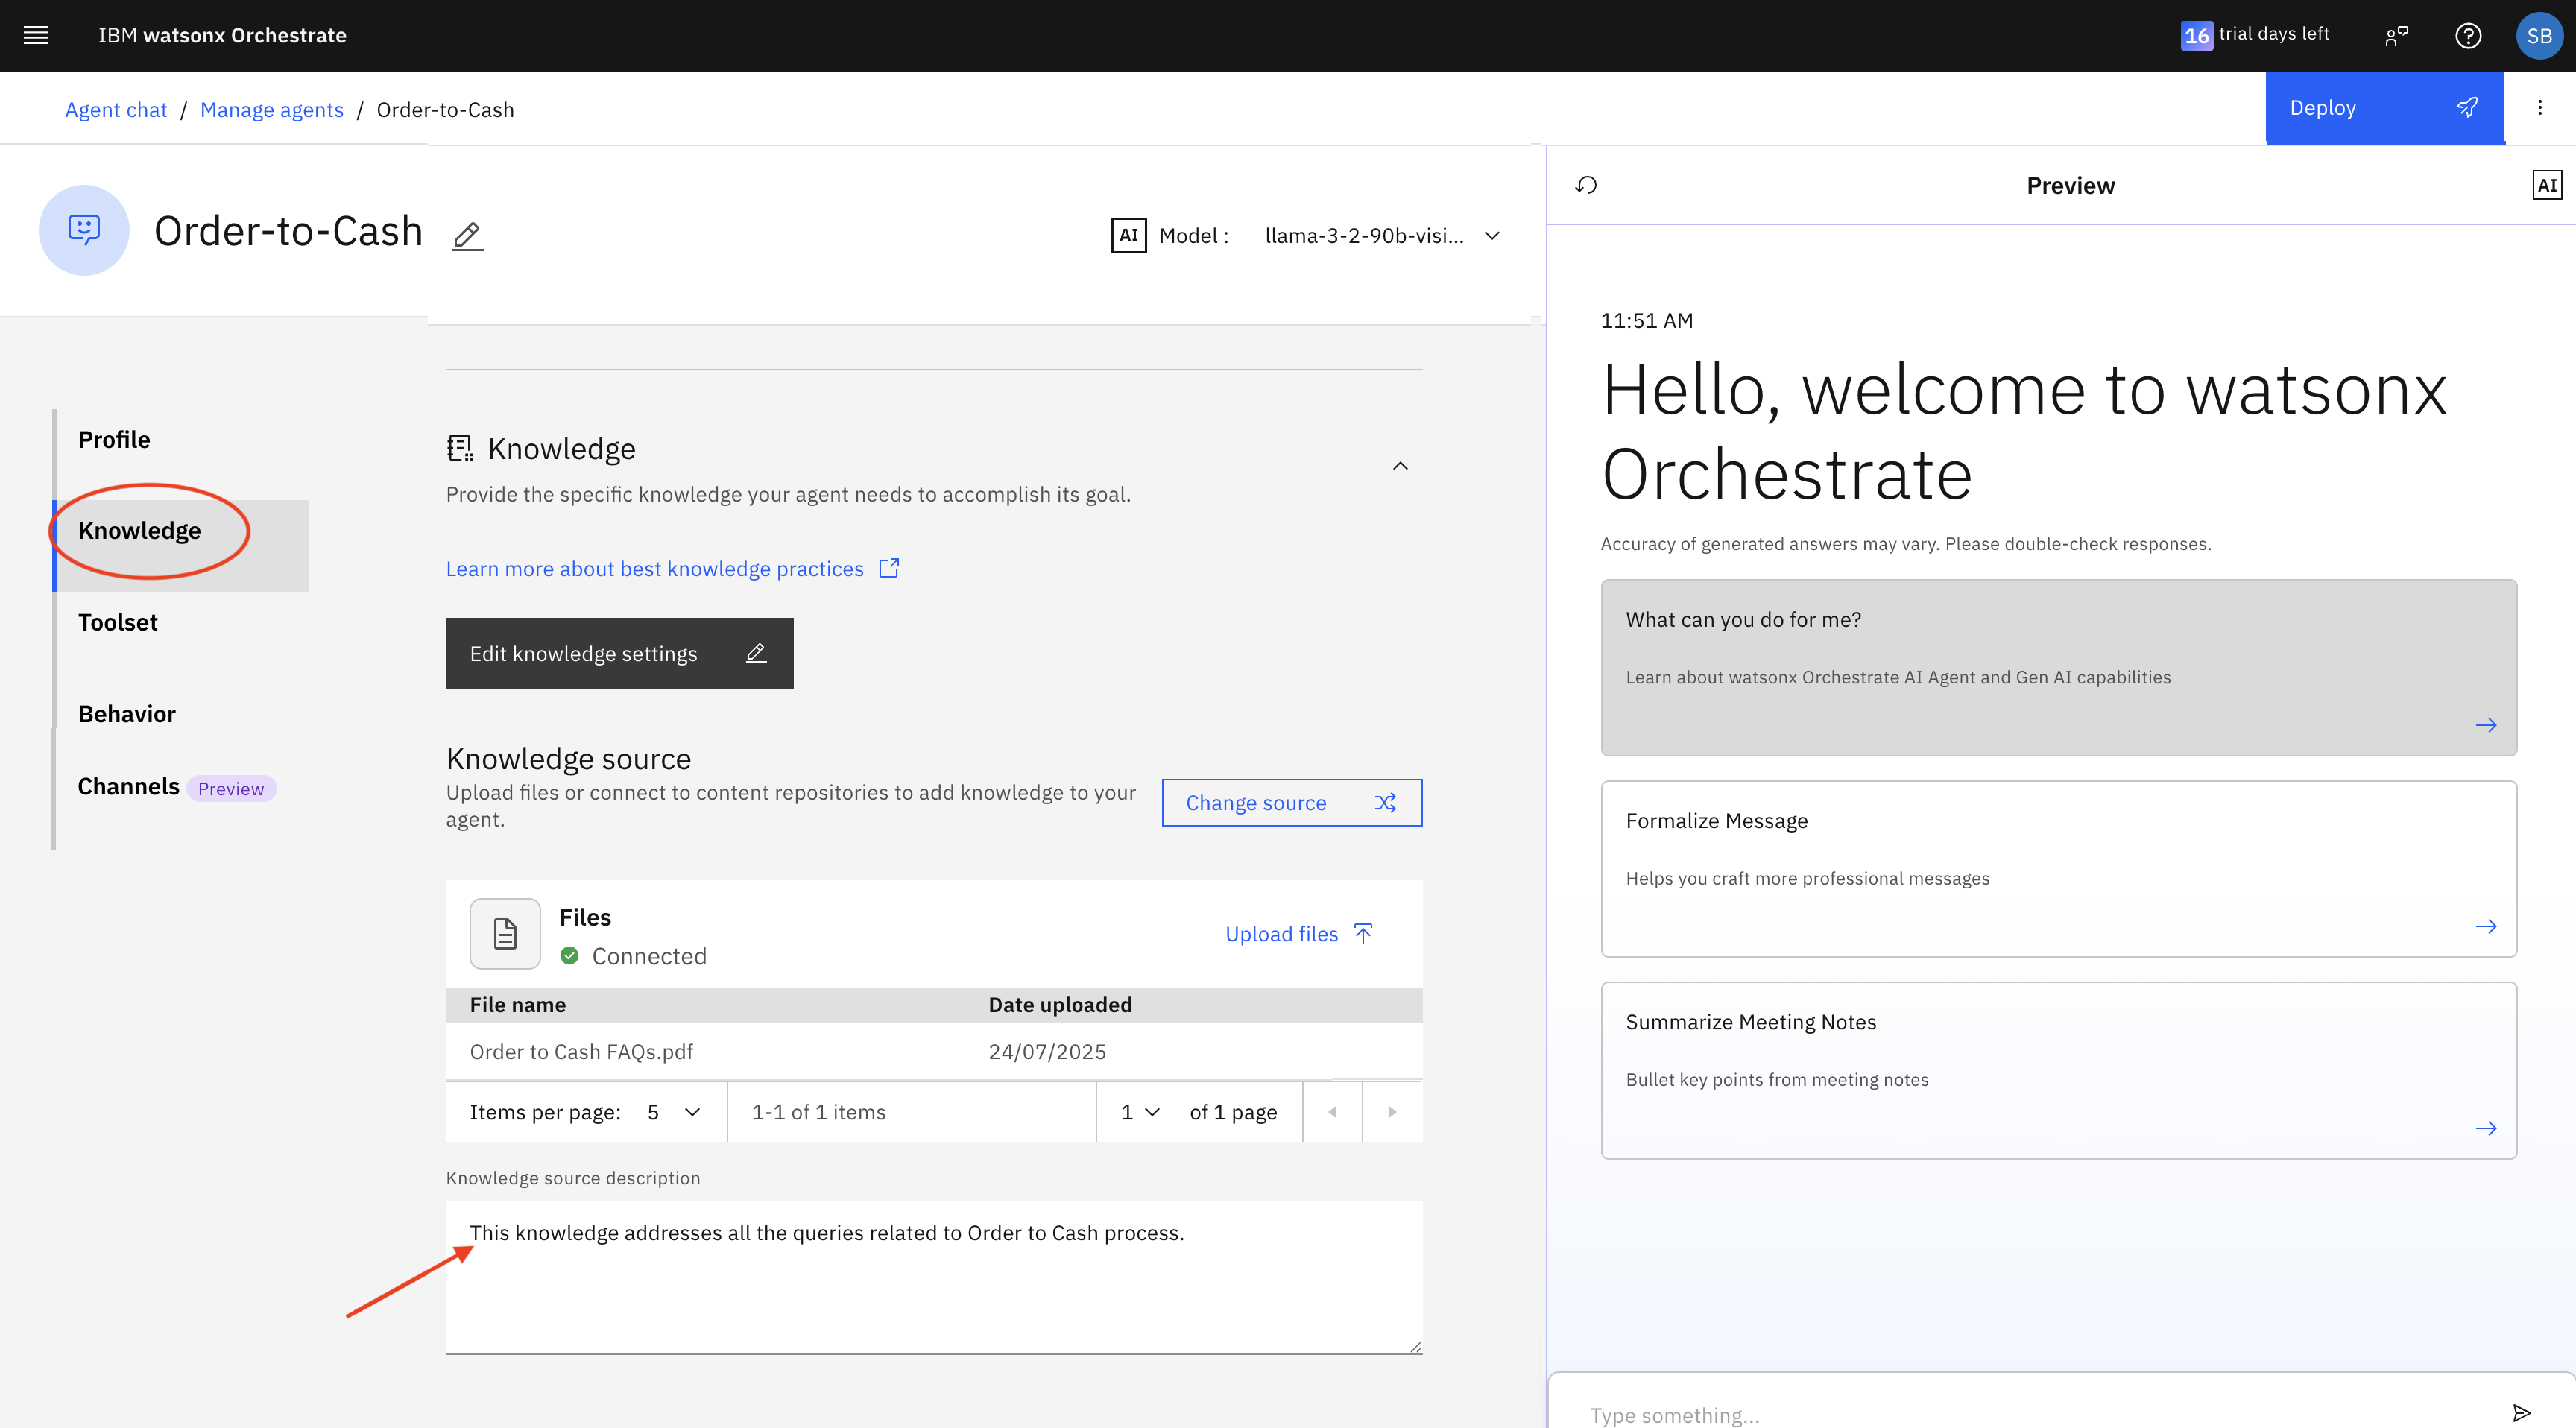 IBM watsonx Orchestrate
16 trial days left
SB
Agent chat / Manage agents / Order-to-Cash
Deploy
Order-to-Cash
AI Model : llama-3-2-90b-visi...
Preview
AI
Profile
Knowledge
Toolset
Behavior
Channels Preview
Knowledge
Provide the specific knowledge your agent needs to accomplish its goal.
Learn more about best knowledge practices
Edit knowledge settings
Knowledge source
Upload files or connect to content repositories to add knowledge to your
agent.
Change source
Files
Connected
Upload files
File name Date uploaded
Order to Cash FAQs.pdf 24/07/2025
Items per page: 5 1-1 of 1 items 1 of 1 page
Knowledge source description
This knowledge addresses all the queries related to Order to Cash process.
11:51 AM
Hello, welcome to watsonx
Orchestrate
Accuracy of generated answers may vary. Please double-check responses.
What can you do for me?
Learn about watsonx Orchestrate AI Agent and Gen AI capabilities
Formalize Message
Helps you craft more professional messages
Summarize Meeting Notes
Bullet key points from meeting notes
Type something...